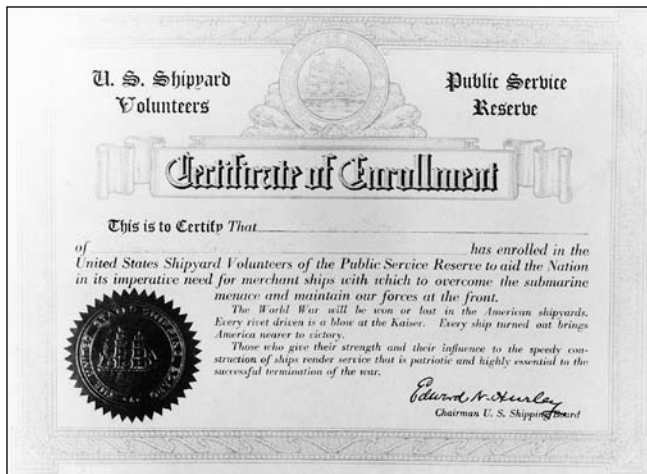 U. S. Shipyard
Volunteers
Public Service
Reserve
Certificate of Enrollment
This is to Certify That
of has enrolled in the
United States Shipyard Volunteers of the Public Service Reserve to aid the Nation
in its imperative need for merchant ships with which to overcome the submarine
menace and maintain our forces at the front.
The World War will be won or lost in the American shipyards.
Every rivet driven is a blow at the Kaiser. Every ship turned out brings
America nearer to victory.
Those who give their strength and their influence to the speedy con-
struction of ships render service that is patriotic and highly essential to the
successful termination of the war.
Edward N. Hurley
Chairman U. S. Shipping Board